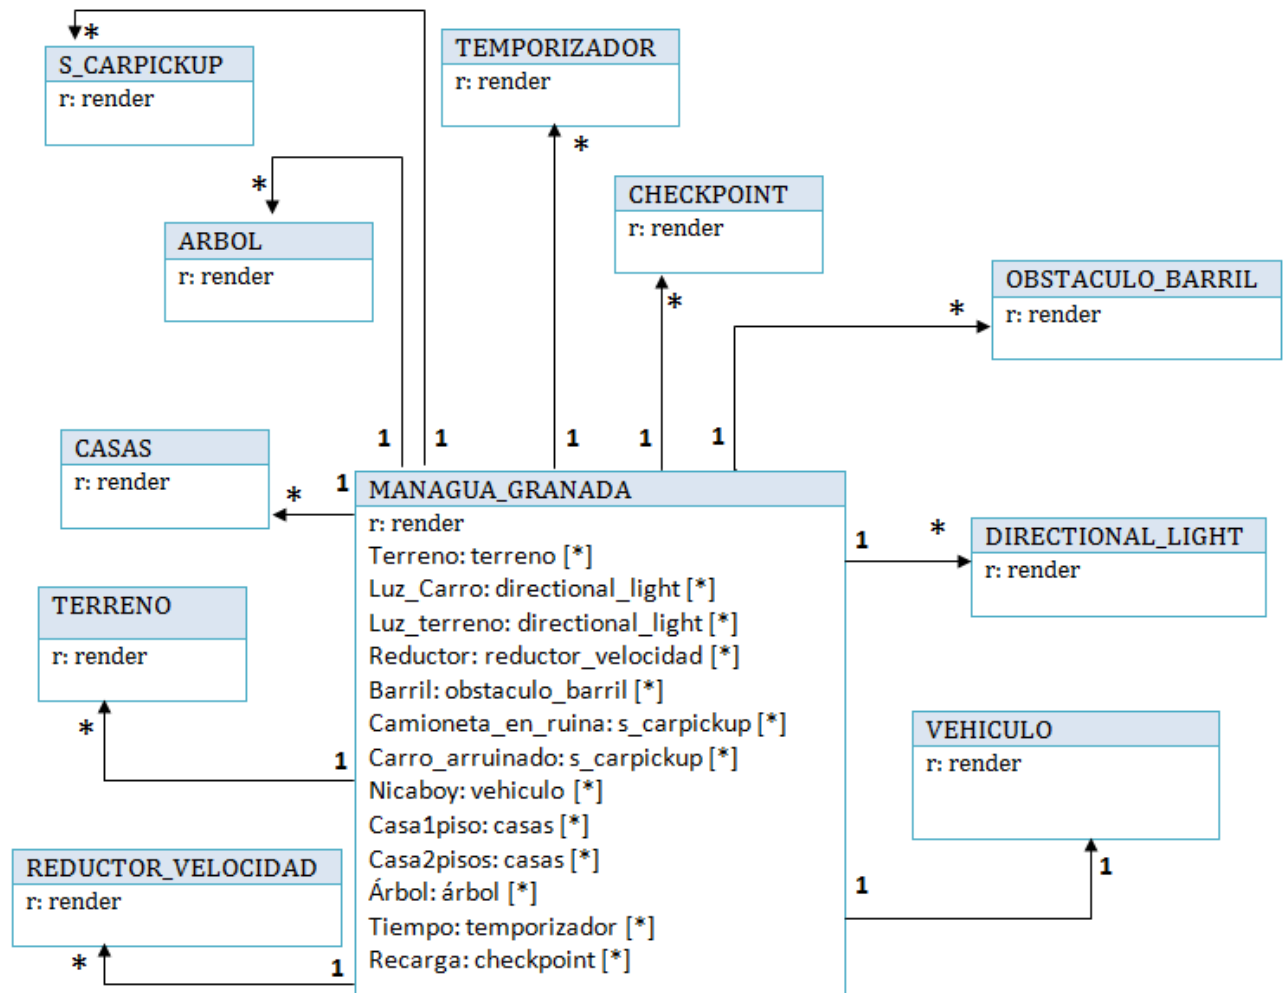 *
S_CARPICKUP
r: render
TEMPORIZADOR
r: render
*
*
ARBOL
r: render
CHECKPOINT
r: render
*
OBSTACULO_BARRIL
r: render
*
CASAS
r: render
*
1
1
1
1
1
1
MANAGUA_GRANADA
r: render
Terreno: terreno [*]
Luz_Carro: directional_light [*]
Luz_terreno: directional_light [*]
Reductor: reductor_velocidad [*]
Barril: obstaculo_barril [*]
Camioneta_en_ruina: s_carpickup [*]
Carro_arruinado: s_carpickup [*]
Nicaboy: vehiculo [*]
Casa1piso: casas [*]
Casa2pisos: casas [*]
Árbol: árbol [*]
Tiempo: temporizador [*]
Recarga: checkpoint [*]
1
*
DIRECTIONAL_LIGHT
r: render
TERRENO
r: render
*
1
VEHICULO
r: render
1
1
REDUCTOR_VELOCIDAD
r: render
*
1